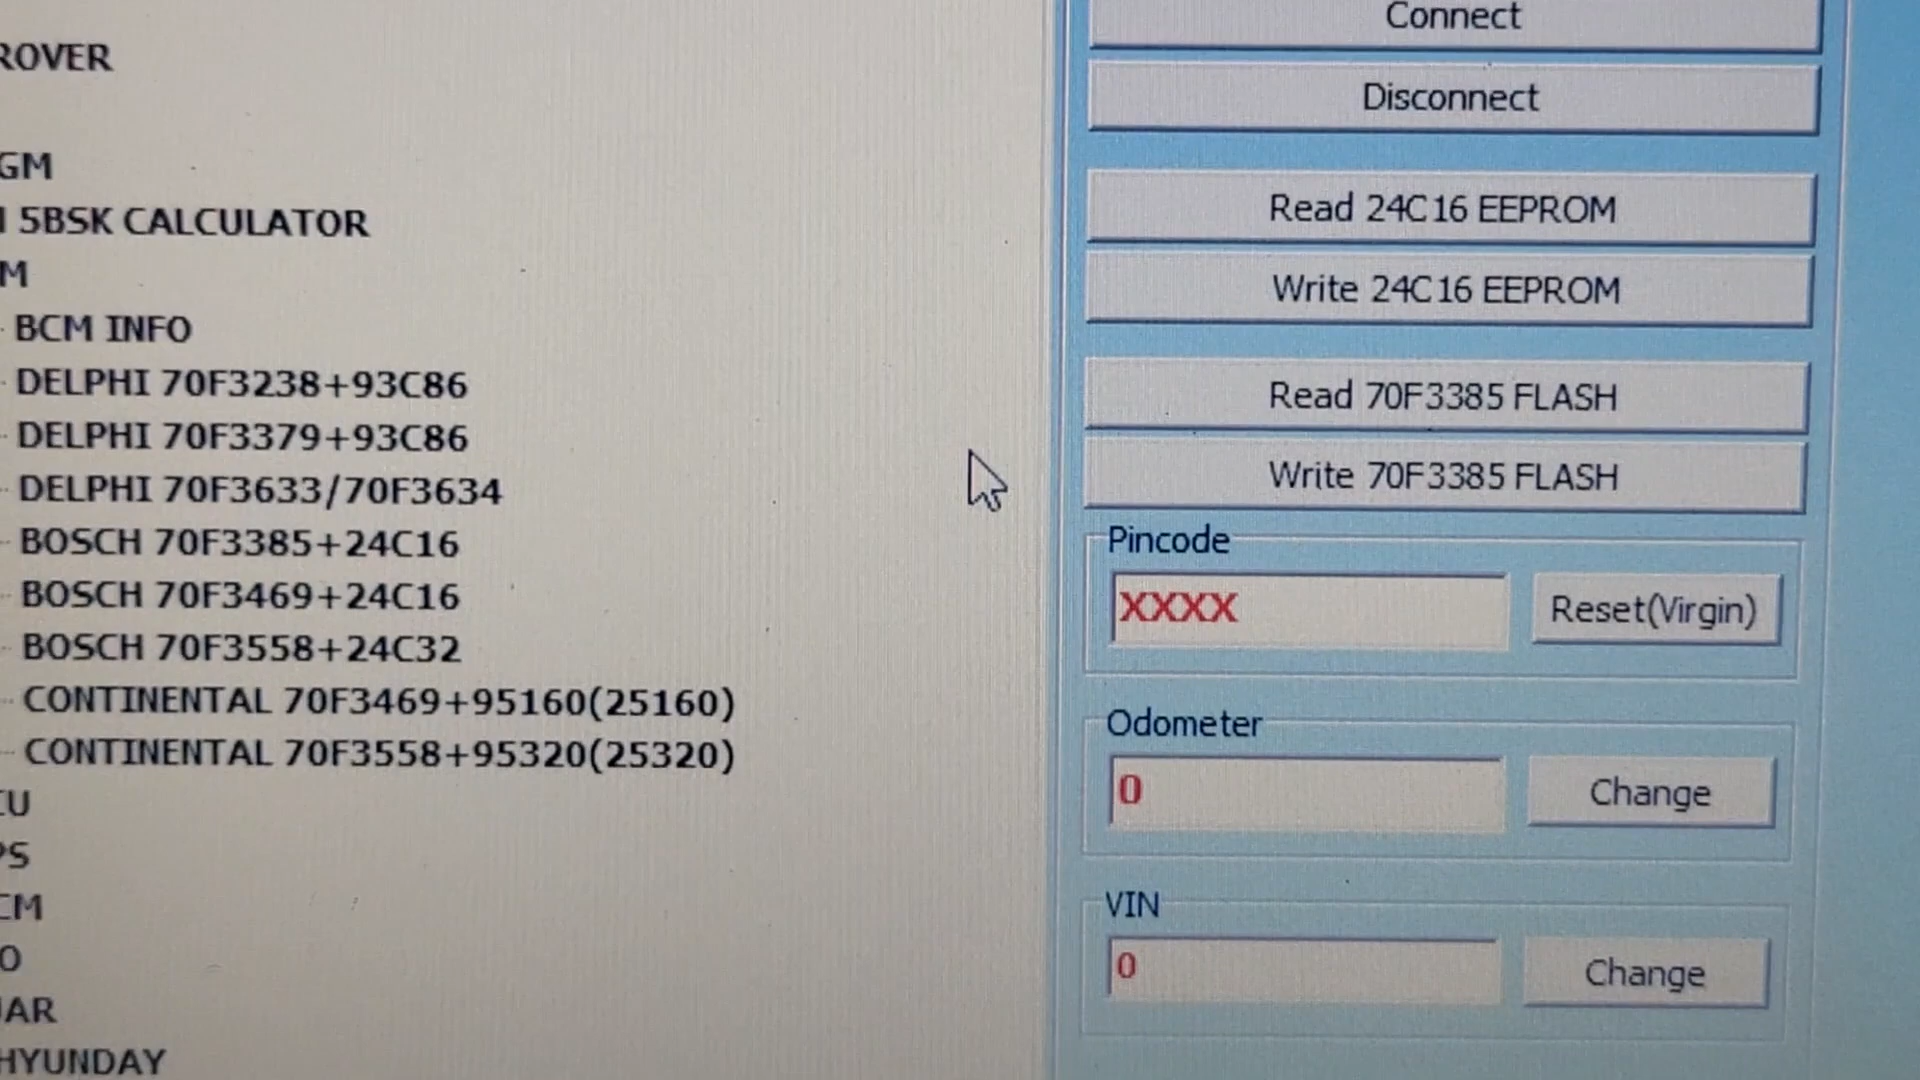 ROVER
GM
5BSK CALCULATOR
M
BCM INFO
DELPHI 70F3238+93C86
DELPHI 70F3379+93C86
DELPHI 70F3633/70F3634
BOSCH 70F3385+24C16
BOSCH 70F3469+24C16
BOSCH 70F3558+24C32
CONTINENTAL 70F3469+95160(25160)
CONTINENTAL 70F3558+95320(25320)
CU
PS
CM
O
UAR
HYUNDAY
Connect
Disconnect
Read 24C16 EEPROM
Write 24C16 EEPROM
Read 70F3385 FLASH
Write 70F3385 FLASH
Pincode
XXXX Reset(Virgin)
Odometer
0 Change
VIN
0 Change